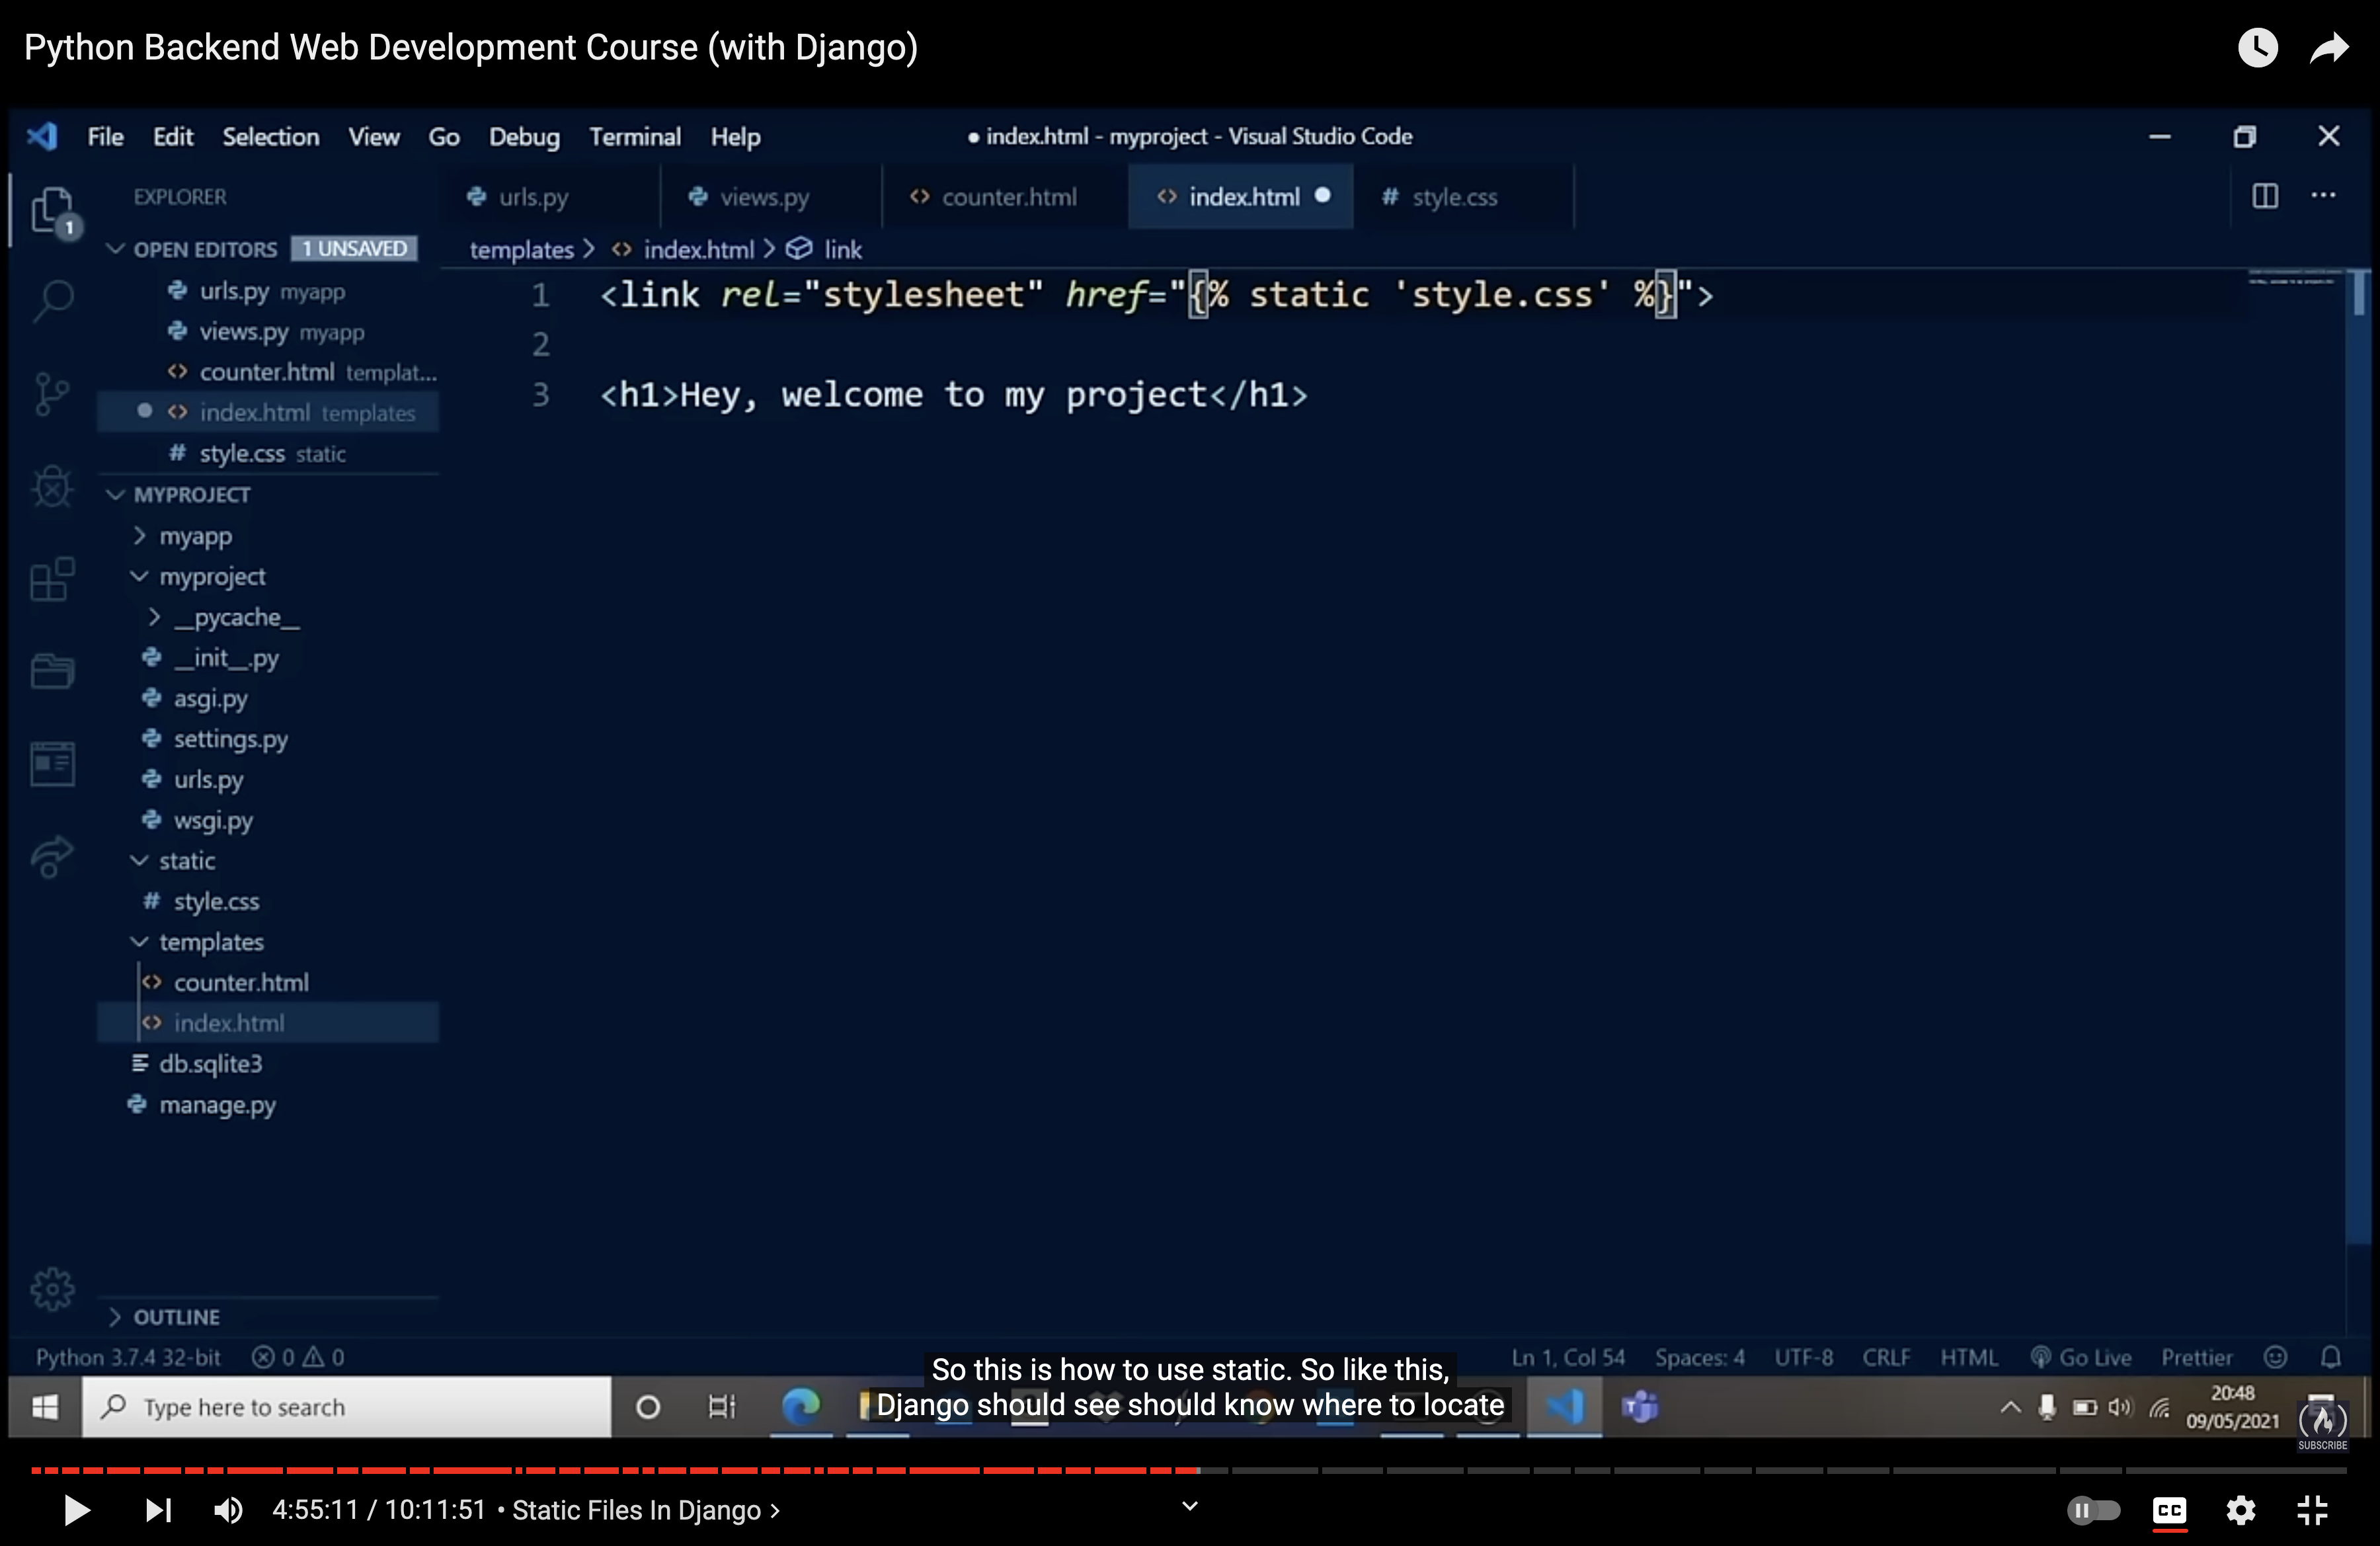 Python Backend Web Development Course (with Django)
File Edit Selection View Go Debug Terminal Help
● index.html - myproject - Visual Studio Code
EXPLORER
urls.py
views.py
<> counter.html
<> index.html ●
# style.css
OPEN EDITORS 1 UNSAVED
templates > <> index.html > link
urls.py myapp
views.py myapp
<> counter.html templat...
● <> index.html templates
# style.css static
MYPROJECT
myapp
myproject
__pycache__
__init__.py
asgi.py
settings.py
urls.py
wsgi.py
static
# style.css
templates
<> counter.html
<> index.html
db.sqlite3
manage.py
OUTLINE
1
1 <link rel="stylesheet" href="{% static 'style.css' %}">
2
3 <h1>Hey, welcome to my project</h1>
Python 3.7.4 32-bit 0 0
Ln 1, Col 54 Spaces: 4 UTF-8 CRLF HTML Go Live Prettier
So this is how to use static. So like this,
Django should see should know where to locate
Type here to search
20:48
09/05/2021
SUBSCRIBE
4:55:11 / 10:11:51 • Static Files In Django >
CC